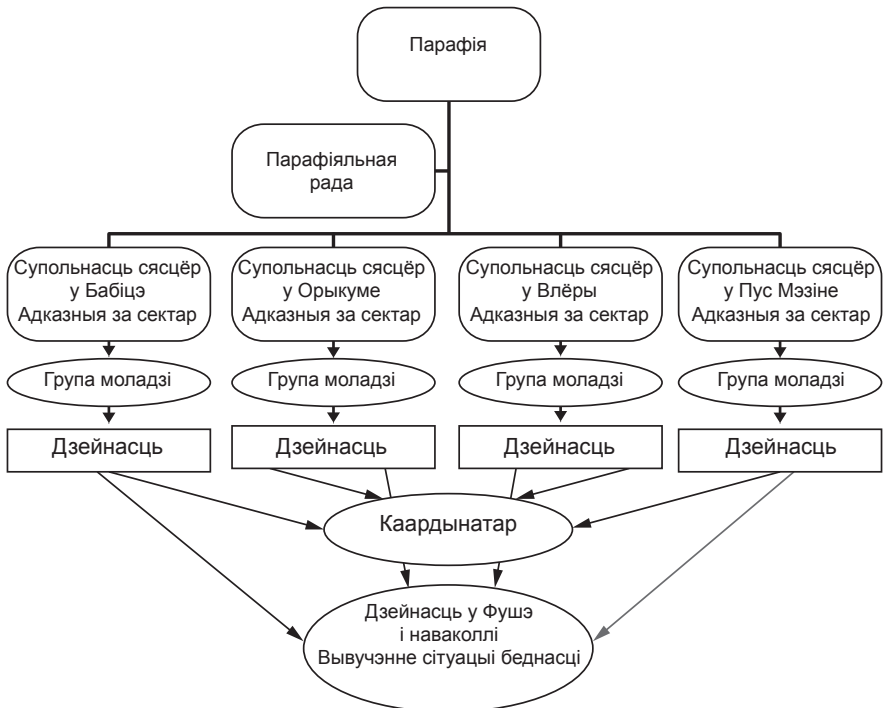 Парафія
Парафіяльная
рада
Супольнасць сясцёр
у Бабіцэ
Адказныя за сектар
Супольнасць сясцёр
у Орыкуме
Адказныя за сектар
Супольнасць сясцёр
у Влёры
Адказныя за сектар
Супольнасць сясцёр
у Пус Мэзіне
Адказныя за сектар
Група моладзі
Група моладзі
Група моладзі
Група моладзі
Дзейнасць
Дзейнасць
Дзейнасць
Дзейнасць
Каардынатар
Дзейнасць у Фушэ
і наваколлі
Вывучэнне сітуацыі беднасці